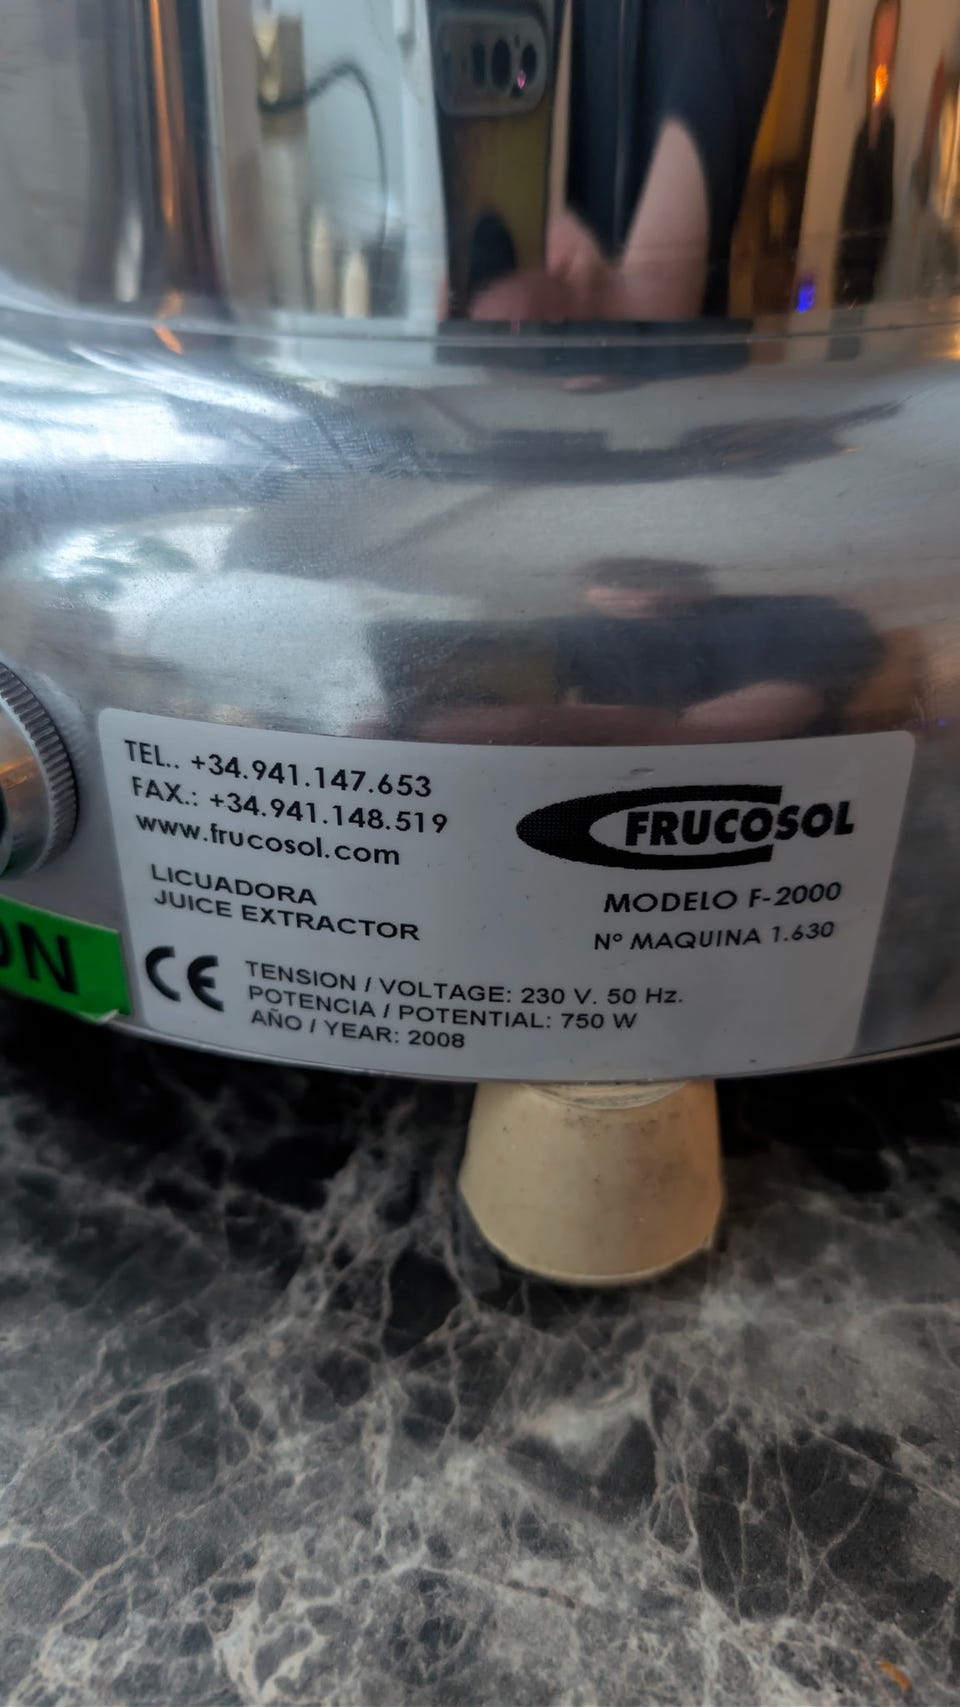 TEL.. +34.941.147.653
FAX.: +34.941.148.519
www.frucosol.com
LICUADORA
JUICE EXTRACTOR
FRUCOSOL
MODELO F-2000
Nº MAQUINA 1.630
CE
TENSION / VOLTAGE: 230 V. 50 Hz.
POTENCIA / POTENTIAL: 750 W
AÑO / YEAR: 2008
ON